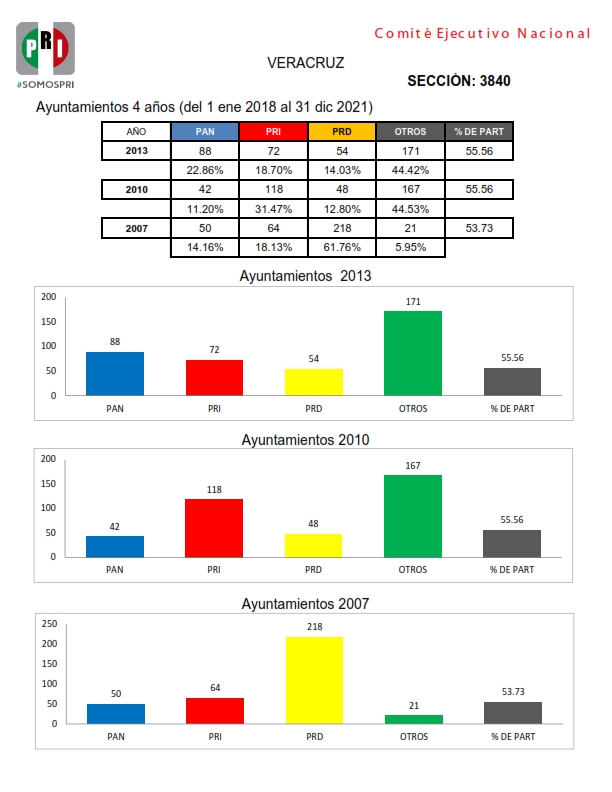 Comité Ejecutivo Nacional
PRI
#SOMOSPRI
VERACRUZ
SECCIÓN: 3840
Ayuntamientos 4 años (del 1 ene 2018 al 31 dic 2021)
AÑO PAN PRI PRD OTROS % DE PART
2013 88 72 54 171 55.56
22.86% 18.70% 14.03% 44.42%
2010 42 118 48 167 55.56
11.20% 31.47% 12.80% 44.53%
2007 50 64 218 21 53.73
14.16% 18.13% 61.76% 5.95%
Ayuntamientos 2013
200
150
100
50
0
88 72 54 171 55.56
PAN PRI PRD OTROS % DE PART
Ayuntamientos 2010
200
150
100
50
0
42 118 48 167 55.56
PAN PRI PRD OTROS % DE PART
Ayuntamientos 2007
250
200
150
100
50
0
50 64 218 21 53.73
PAN PRI PRD OTROS % DE PART